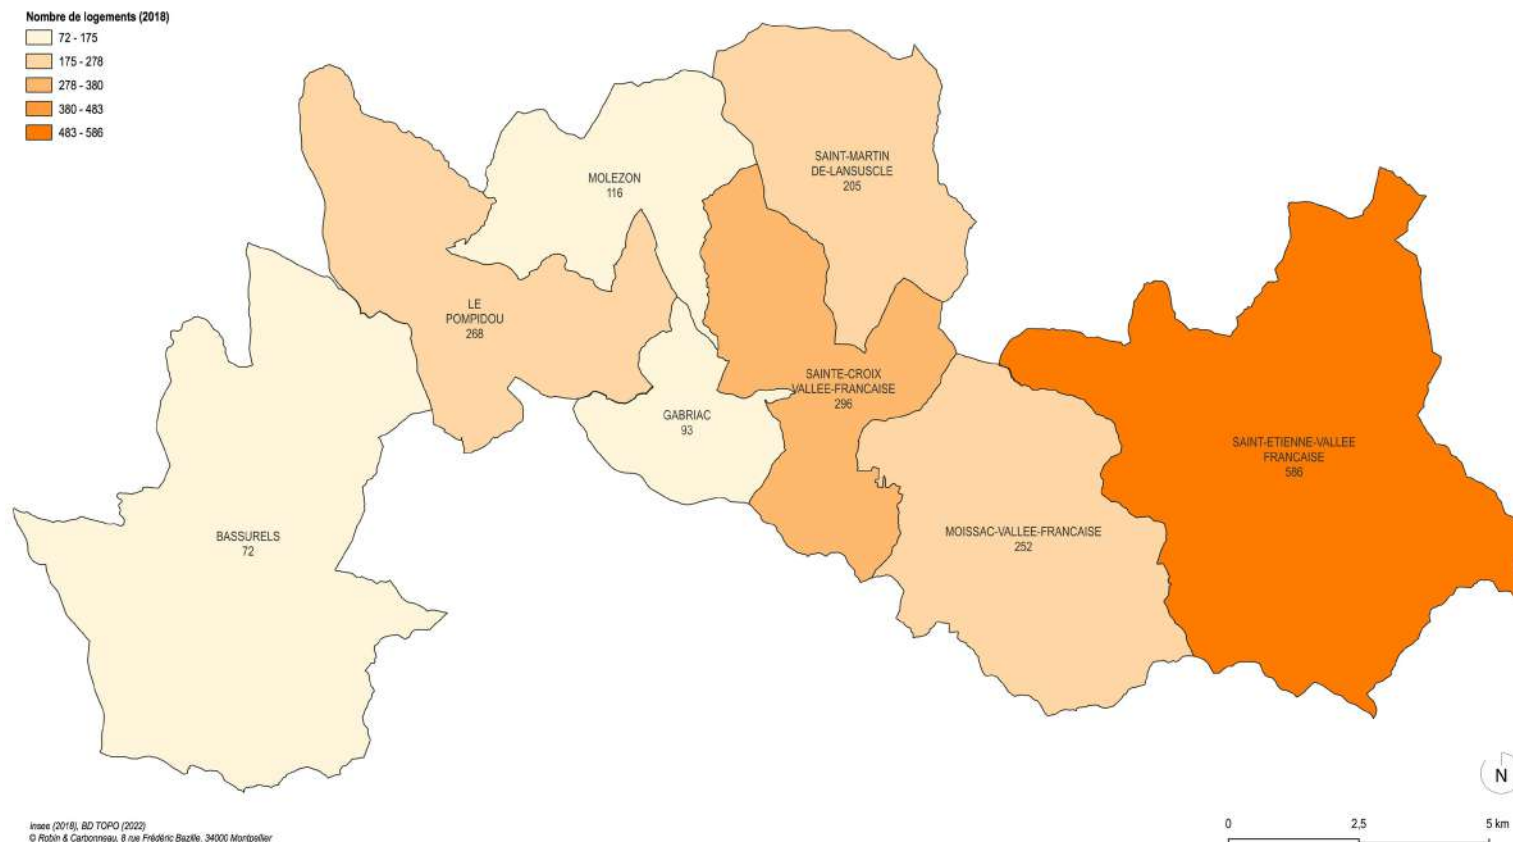 Nombre de logements (2018)
72 - 175
175 - 278
278 - 380
380 - 483
483 - 586
SAINT-MARTIN
DE-LANSUSCLE
205
MOLEZON
116
LE
POMPIDOU
268
SAINTE-CROIX
VALLEE-FRANCAISE
296
GABRIAC
93
SAINT-ETIENNE-VALLEE
FRANCAISE
586
BASSURELS
72
MOISSAC-VALLEE-FRANCAISE
252
N
Insee (2018), BD TOPO (2022)
© Robin & Carbonneau, 8 rue Frédéric Bazille, 34000 Montpellier
0 2,5 5 km